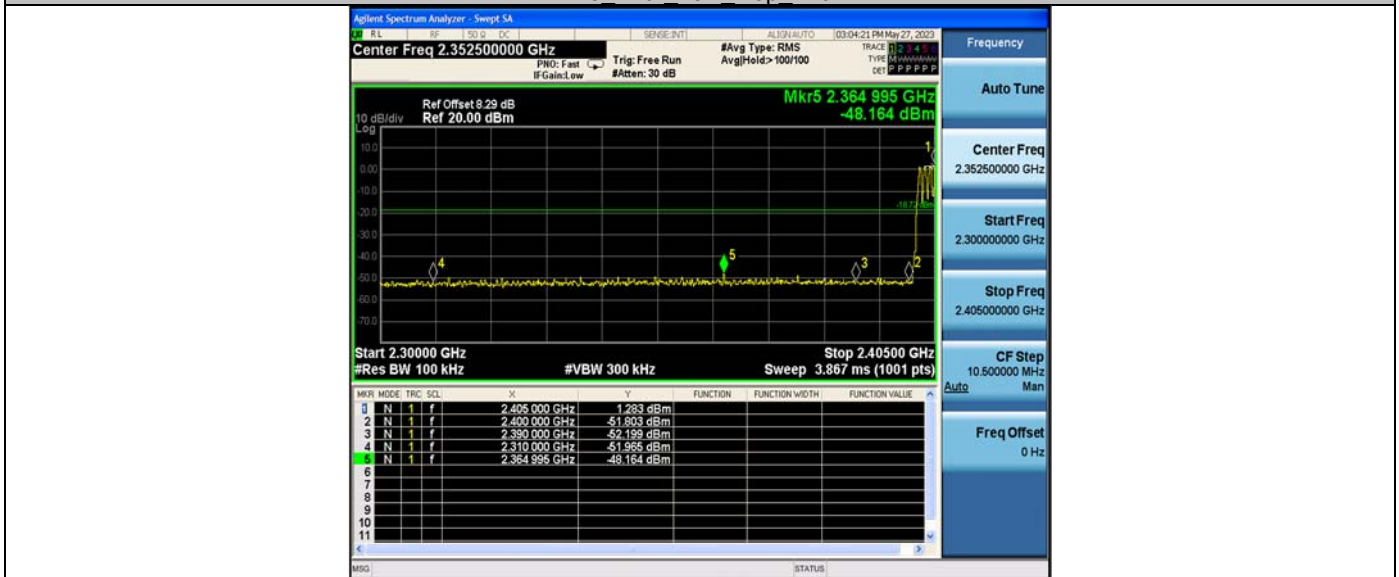 Agilent Spectrum Analyzer - Swept SA
RL RF 50 Ω DC SENSE:INT ALIGN AUTO 03:04:21 PM May 27, 2023
Center Freq 2.352500000 GHz
PNO: Fast
IFGain:Low
Trig: Free Run
#Atten: 30 dB
#Avg Type: RMS
Avg|Hold:> 100/100
TRACE 1 2 3 4 5 6
TYPE M
DET P P P P P P
Mkr5 2.364 995 GHz
-48.164 dBm
Ref Offset 8.29 dB
10 dB/div Ref 20.00 dBm
Log
10.0
0.00
-10.0
-20.0
-30.0
-40.0
-50.0
-60.0
-70.0
1
-18.72 dBm
4
5
3
2
Start 2.30000 GHz Stop 2.40500 GHz
#Res BW 100 kHz #VBW 300 kHz Sweep 3.867 ms (1001 pts)
MKR MODE TRC SCL X Y FUNCTION FUNCTION WIDTH FUNCTION VALUE
1 N 1 f 2.405 000 GHz 1.283 dBm
2 N 1 f 2.400 000 GHz -51.803 dBm
3 N 1 f 2.390 000 GHz -52.199 dBm
4 N 1 f 2.310 000 GHz -51.965 dBm
5 N 1 f 2.364 995 GHz -48.164 dBm
6
7
8
9
10
11
MSG STATUS
Frequency
Auto Tune
Center Freq
2.352500000 GHz
Start Freq
2.300000000 GHz
Stop Freq
2.405000000 GHz
CF Step
10.500000 MHz
Auto Man
Freq Offset
0 Hz